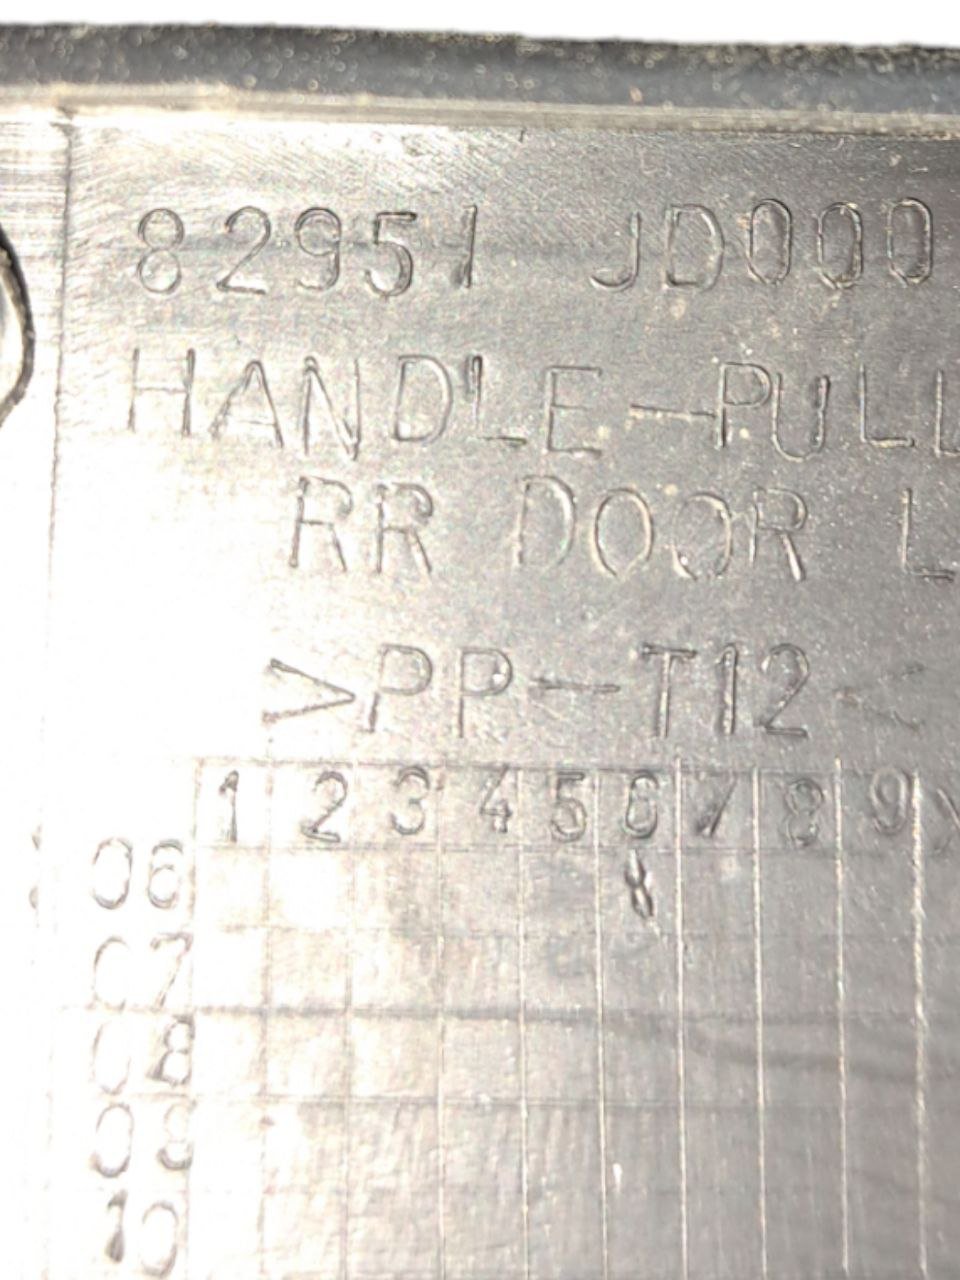 82951 JD000
HANDLE-PULL
RR DOOR L
>PP-T12<
1 2 3 4 5 6 7 8 9 X
06
07
08
09
10